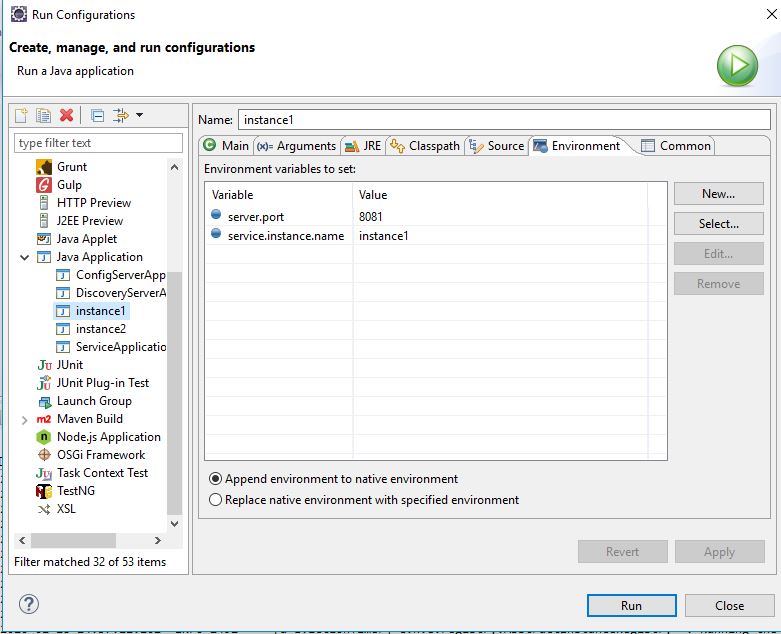 Run Configurations
Create, manage, and run configurations
Run a Java application
type filter text
Grunt
Gulp
HTTP Preview
J2EE Preview
Java Applet
Java Application
ConfigServerApp
DiscoveryServerA
instance1
instance2
ServiceApplicatio
JUnit
JUnit Plug-in Test
Launch Group
Maven Build
Node.js Application
OSGi Framework
Task Context Test
TestNG
XSL
Filter matched 32 of 53 items
Name: instance1
Main (x)= Arguments JRE Classpath Source Environment Common
Environment variables to set:
Variable Value
server.port 8081
service.instance.name instance1
New...
Select...
Edit...
Remove
Append environment to native environment
Replace native environment with specified environment
Revert Apply
Run Close